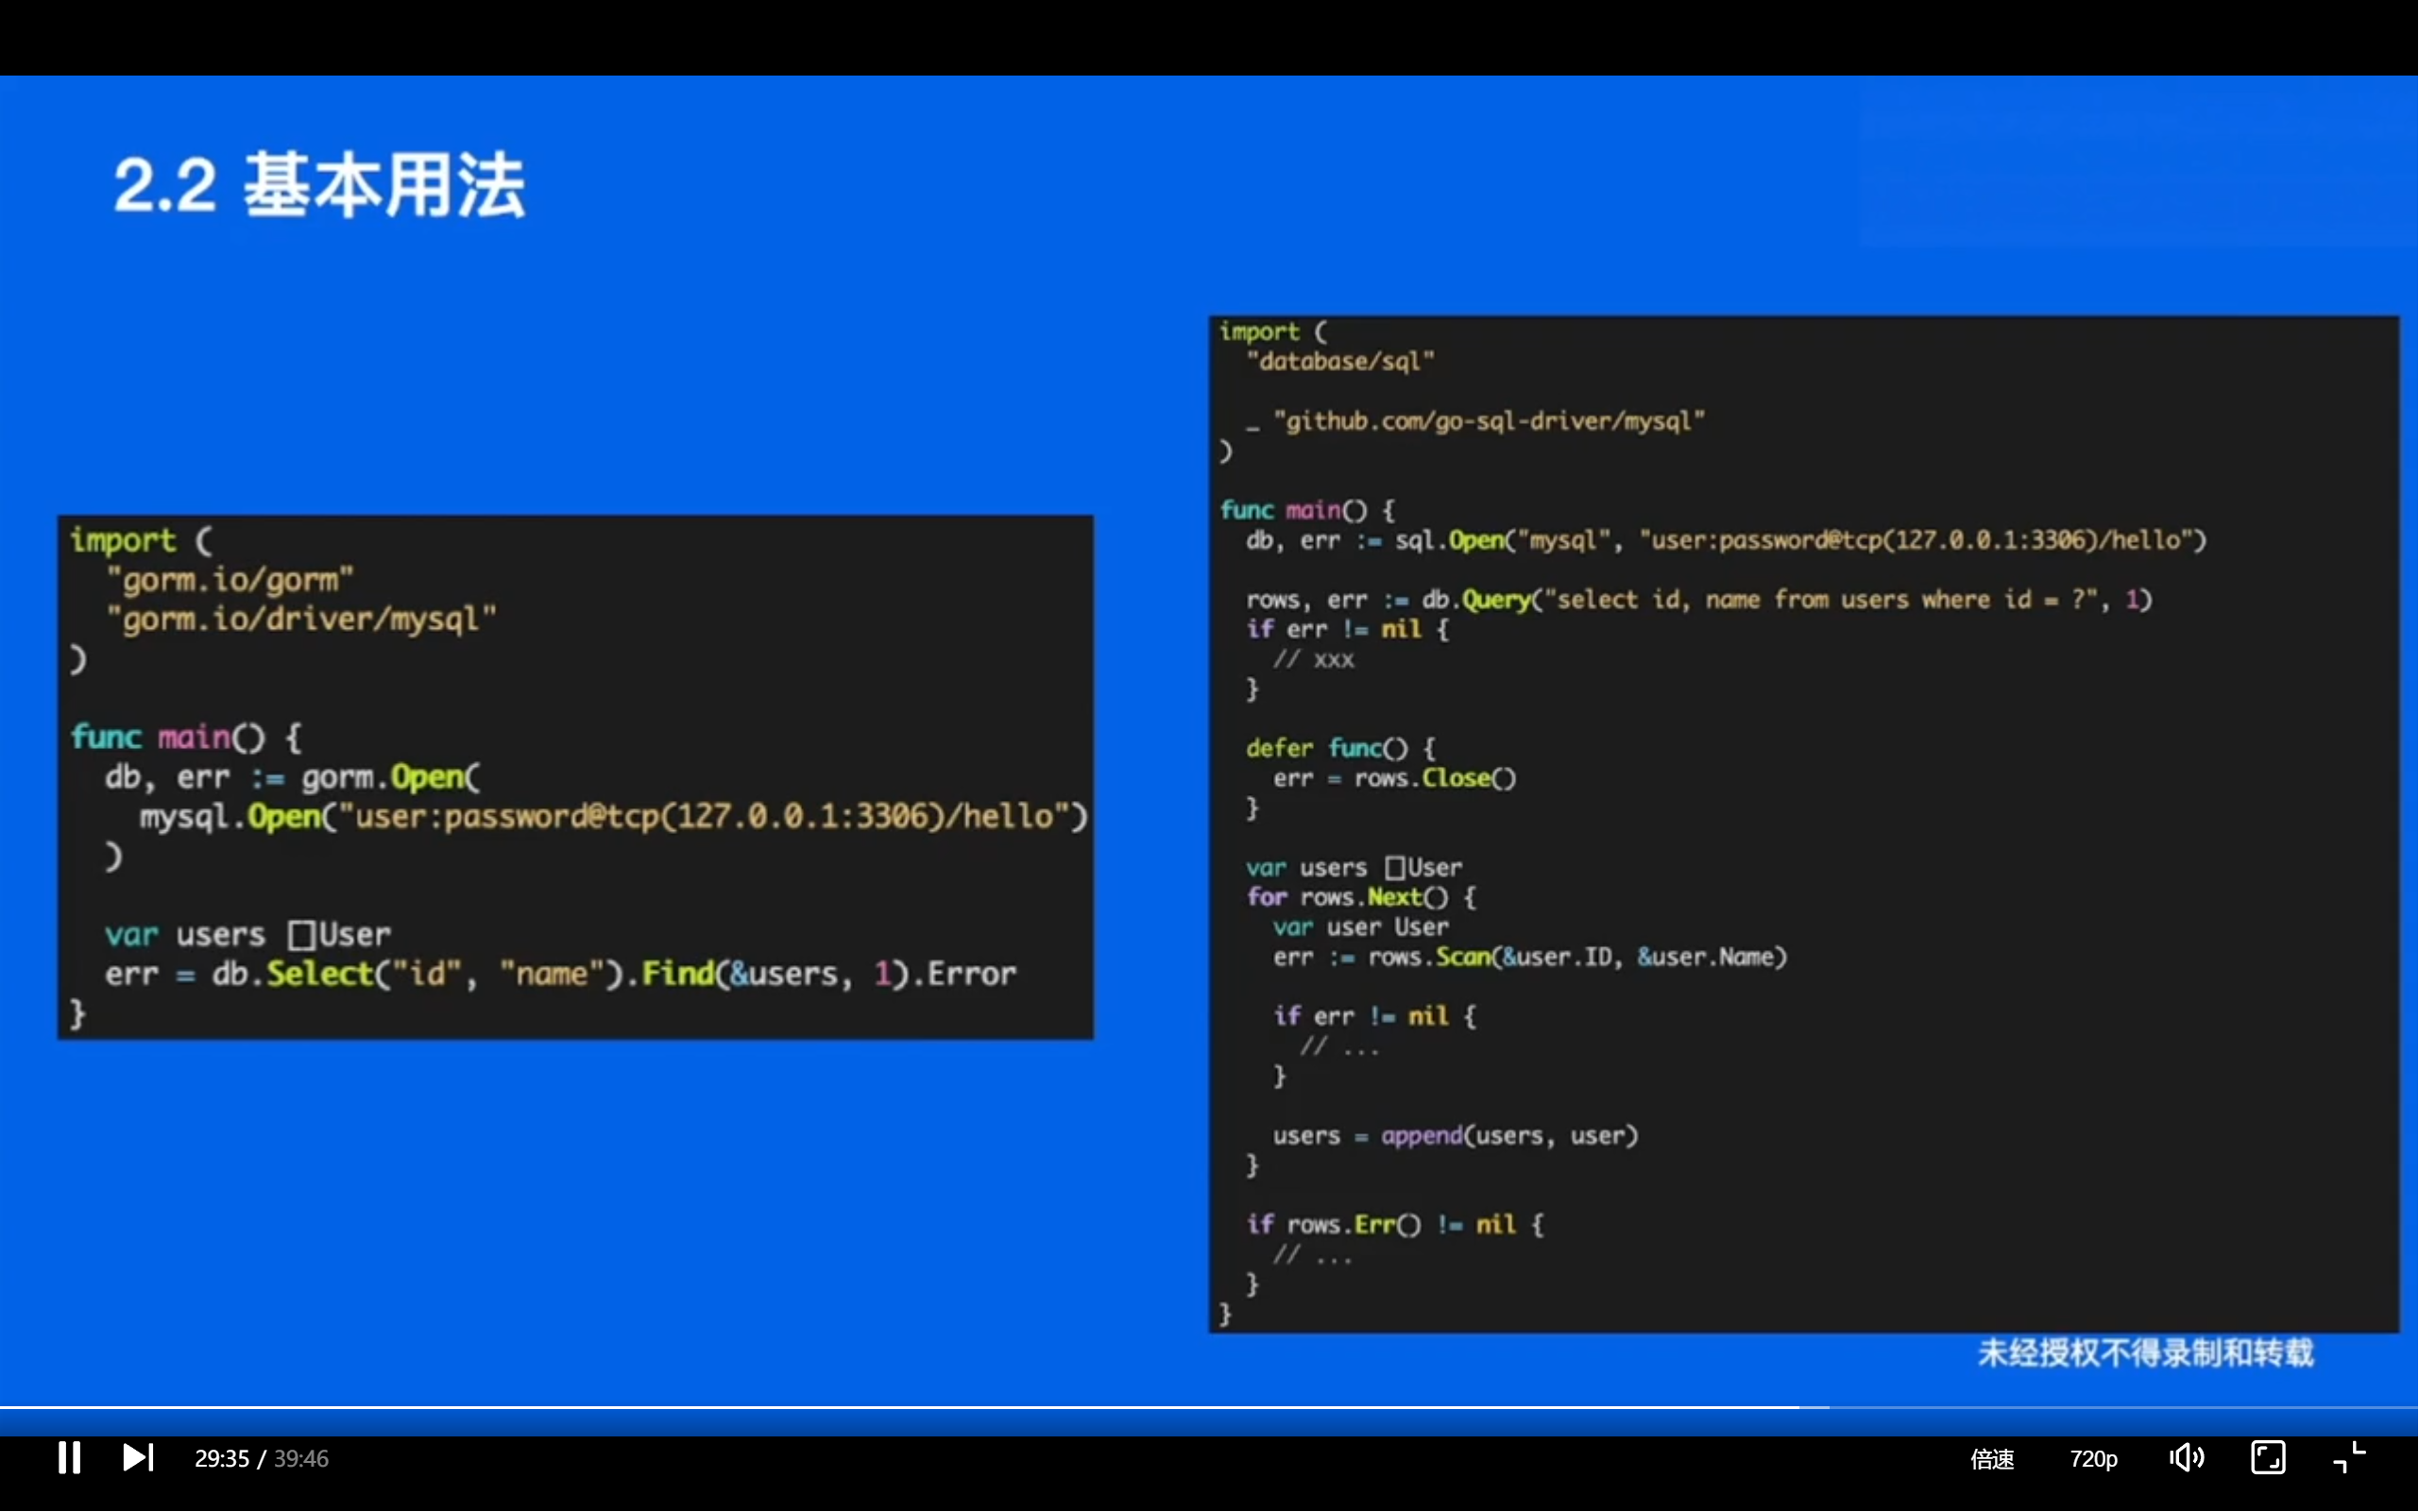 2.2 基本用法
import (
"gorm.io/gorm"
"gorm.io/driver/mysql"
)
func main() {
db, err := gorm.Open(
mysql.Open("user:password@tcp(127.0.0.1:3306)/hello")
)
var users []User
err = db.Select("id", "name").Find(&users, 1).Error
}
import (
"database/sql"
_ "github.com/go-sql-driver/mysql"
)
func main() {
db, err := sql.Open("mysql", "user:password@tcp(127.0.0.1:3306)/hello")
rows, err := db.Query("select id, name from users where id = ?", 1)
if err != nil {
// xxx
}
defer func() {
err = rows.Close()
}
var users []User
for rows.Next() {
var user User
err := rows.Scan(&user.ID, &user.Name)
if err != nil {
// ...
}
users = append(users, user)
}
if rows.Err() != nil {
// ...
}
}
未经授权不得录制和转载
29:35 / 39:46
倍速
720p